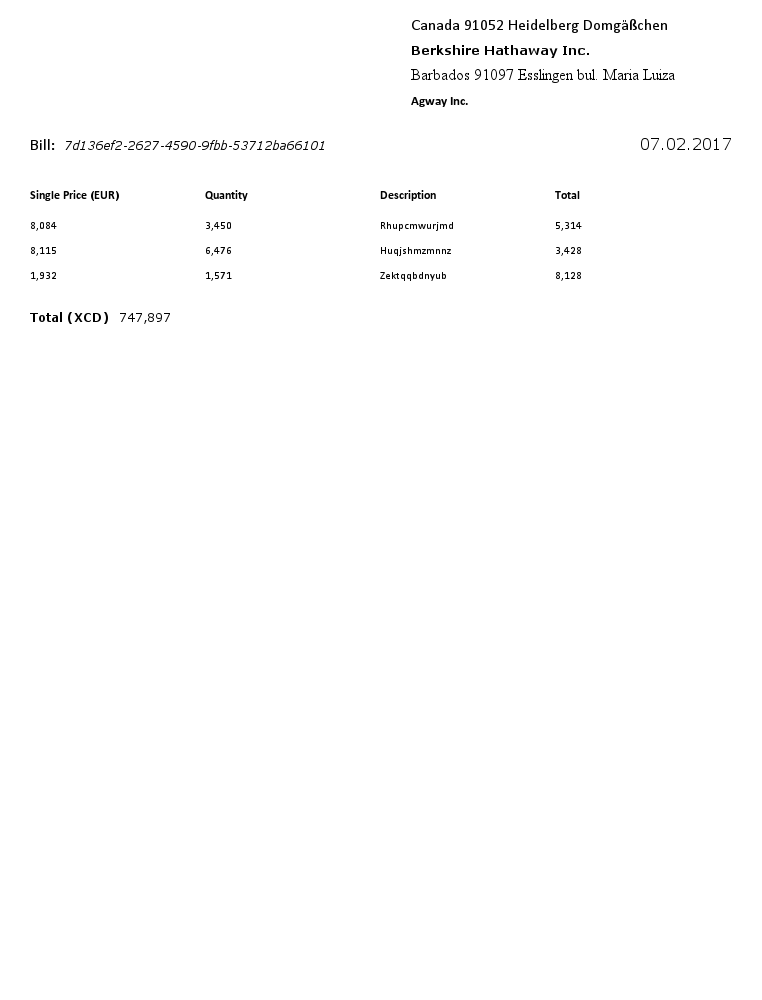 Canada 91052 Heidelberg Domgäßchen
Berkshire Hathaway Inc.
Barbados 91097 Esslingen bul. Maria Luiza
Agway Inc.
Bill: 7d136ef2-2627-4590-9fbb-53712ba66101 07.02.2017
Single Price (EUR) Quantity Description Total
8,084 3,450 Rhupcmwurjmd 5,314
8,115 6,476 Huqjshmzmnnz 3,428
1,932 1,571 Zektqqbdnyub 8,128
Total (XCD) 747,897